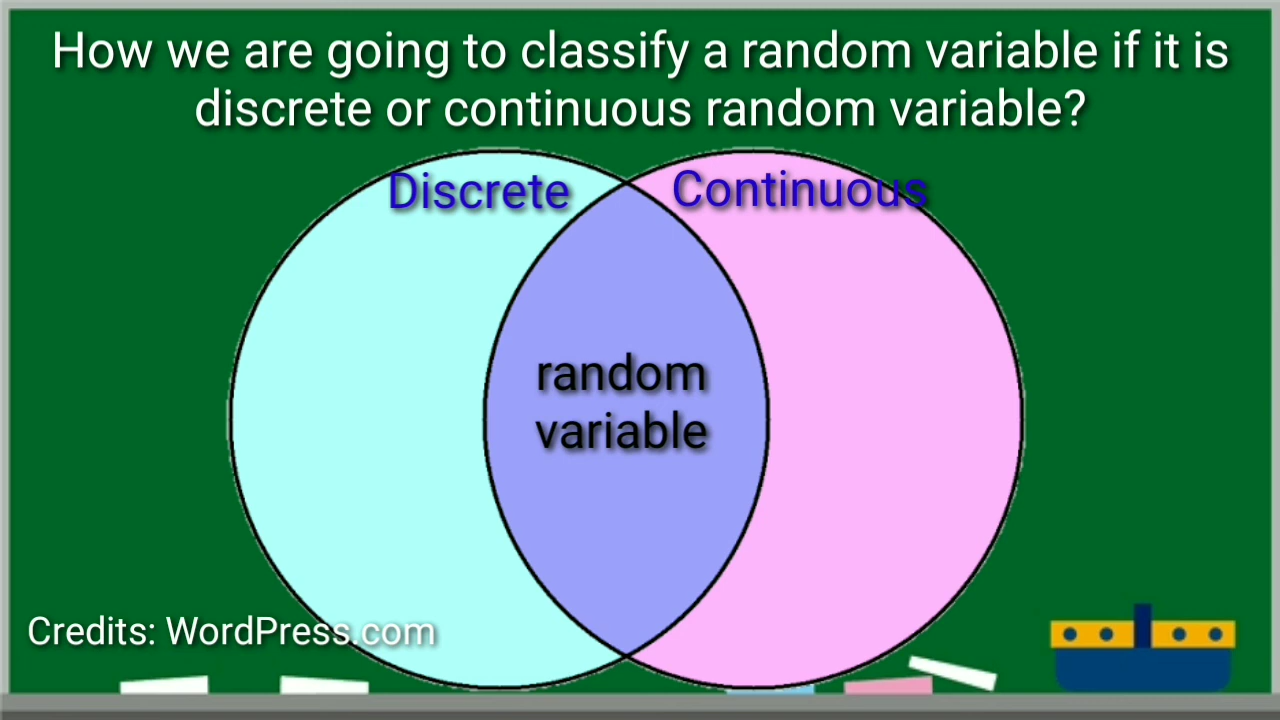 How we are going to classify a random variable if it is
discrete or continuous random variable?
Discrete
Continuous
random
variable
Credits: WordPress.com